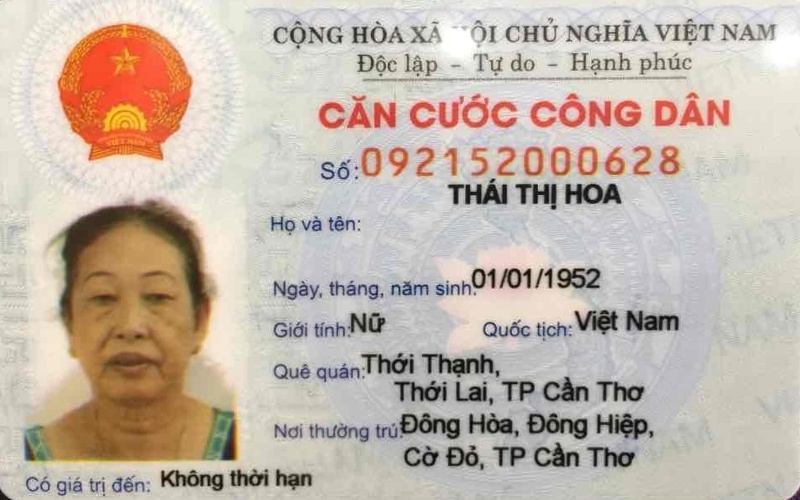 CỘNG HÒA XÃ HỘI CHỦ NGHĨA VIỆT NAM
Độc lập - Tự do - Hạnh phúc
CĂN CƯỚC CÔNG DÂN
Số: 092152000628
THÁI THỊ HOA
Họ và tên:
Ngày, tháng, năm sinh: 01/01/1952
Giới tính: Nữ Quốc tịch: Việt Nam
Quê quán: Thới Thạnh,
Thới Lai, TP Cần Thơ
Nơi thường trú: Đông Hòa, Đông Hiệp,
Cờ Đỏ, TP Cần Thơ
Có giá trị đến: Không thời hạn
VIỆT NAM